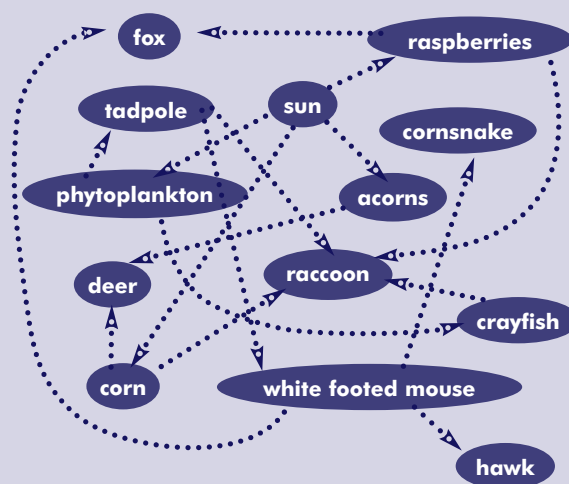 fox
raspberries
tadpole
sun
cornsnake
phytoplankton
acorns
deer
raccoon
crayfish
corn
white footed mouse
hawk